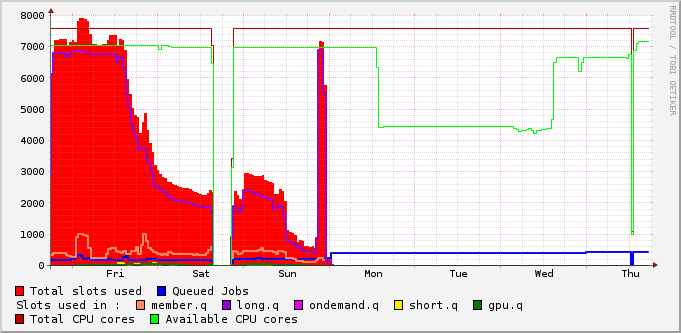 8000
7000
6000
5000
4000
3000
2000
1000
0
Fri Sat Sun Mon Tue Wed Thu
Total slots used Queued Jobs
Slots used in : member.q long.q ondemand.q short.q gpu.q
Total CPU cores Available CPU cores
RRDTOOL / TOBI OETIKER